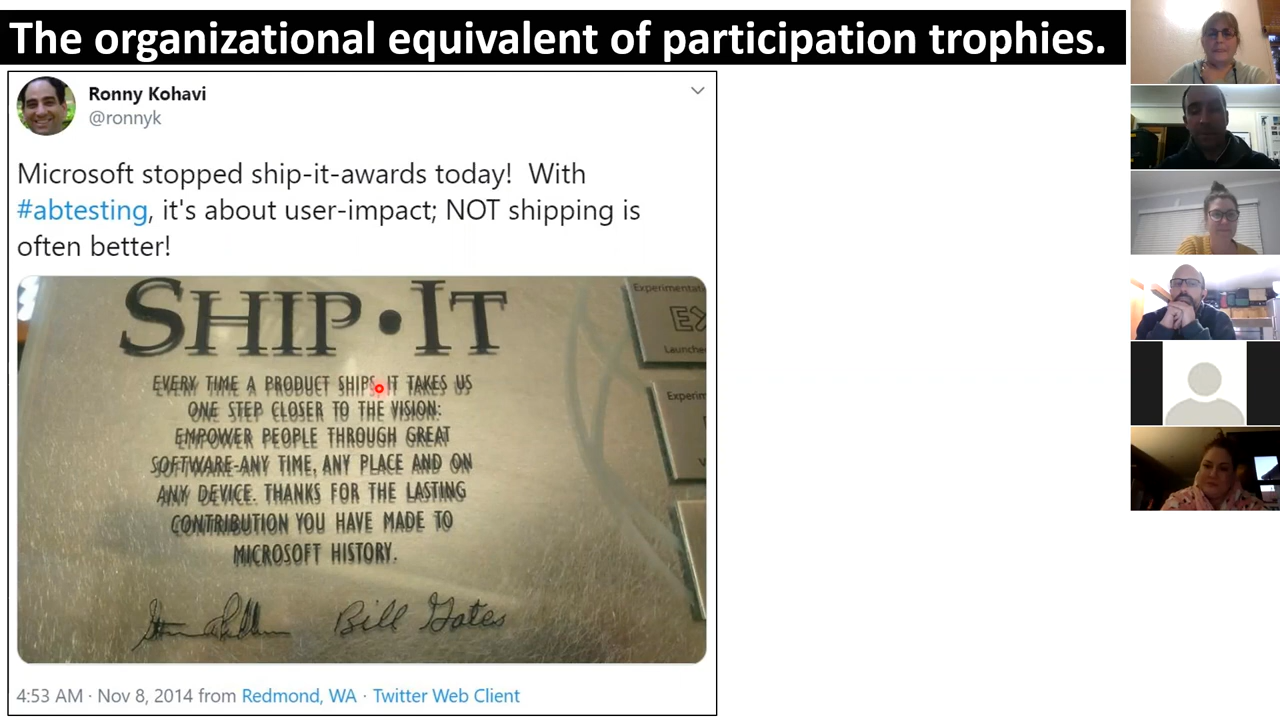 The organizational equivalent of participation trophies.
Ronny Kohavi
@ronnyk
Microsoft stopped ship-it-awards today!  With
#abtesting, it's about user-impact; NOT shipping is
often better!
SHIP•IT
EVERY TIME A PRODUCT SHIPS, IT TAKES US
ONE STEP CLOSER TO THE VISION:
EMPOWER PEOPLE THROUGH GREAT
SOFTWARE-ANY TIME, ANY PLACE AND ON
ANY DEVICE. THANKS FOR THE LASTING
CONTRIBUTION YOU HAVE MADE TO
MICROSOFT HISTORY.
Bill Gates
4:53 AM · Nov 8, 2014 from Redmond, WA · Twitter Web Client